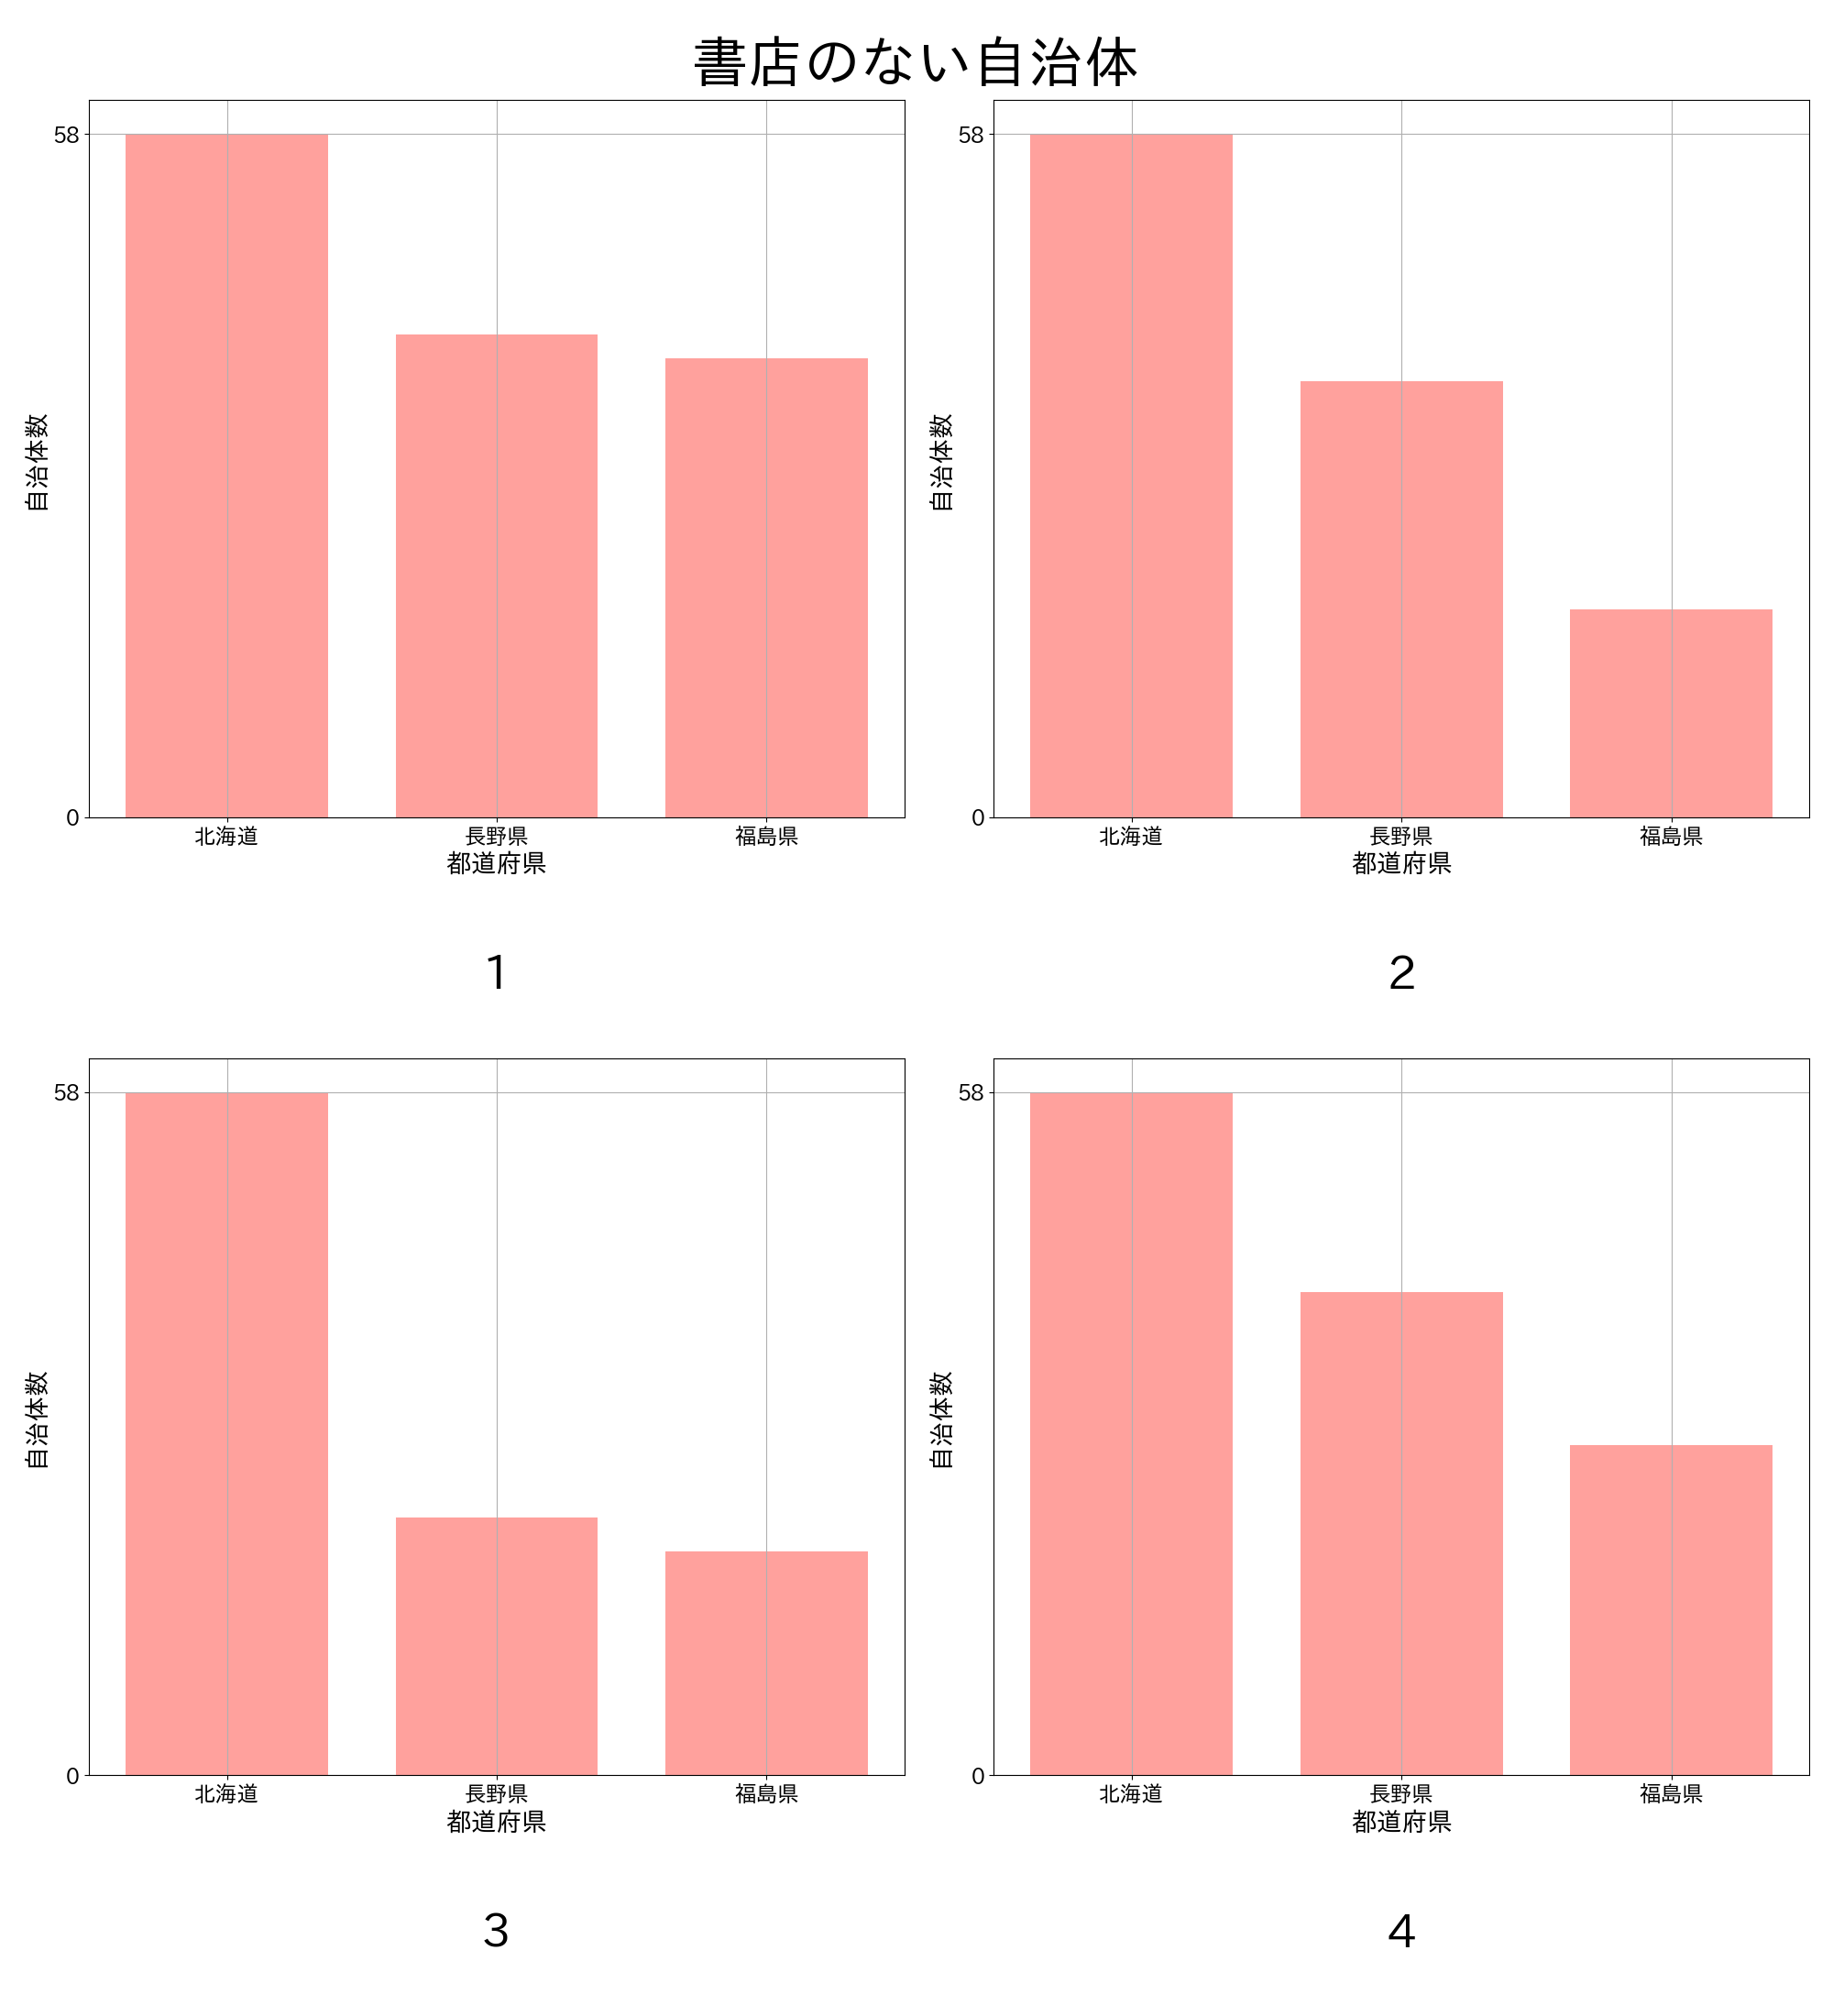 書店のない自治体
58
0
自治体数
北海道 長野県 福島県
都道府県
1
58
0
自治体数
北海道 長野県 福島県
都道府県
2
58
0
自治体数
北海道 長野県 福島県
都道府県
3
58
0
自治体数
北海道 長野県 福島県
都道府県
4